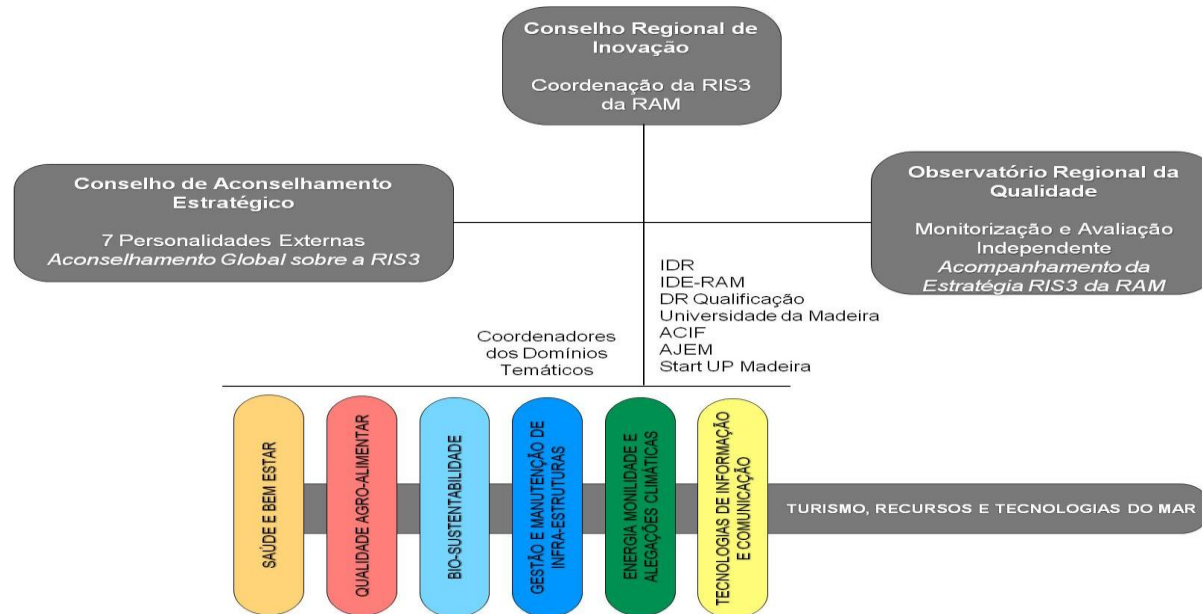 Conselho Regional de
Inovação
Coordenação da RIS3
da RAM
Conselho de Aconselhamento
Estratégico
7 Personalidades Externas
Aconselhamento Global sobre a RIS3
Observatório Regional da
Qualidade
Monitorização e Avaliação
Independente
Acompanhamento da
Estratégia RIS3 da RAM
IDR
IDE-RAM
DR Qualificação
Universidade da Madeira
ACIF
AJEM
Start UP Madeira
Coordenadores
dos Domínios
Temáticos
SAÚDE E BEM ESTAR
QUALIDADE AGRO-ALIMENTAR
BIO-SUSTENTABILIDADE
GESTÃO E MANUTENÇÃO DE
INFRA-ESTRUTURAS
ENERGIA MONILIDADE E
ALEGAÇÕES CLIMÁTICAS
TECNOLOGIAS DE INFORMAÇÃO
E COMUNICAÇÃO
TURISMO, RECURSOS E TECNOLOGIAS DO MAR